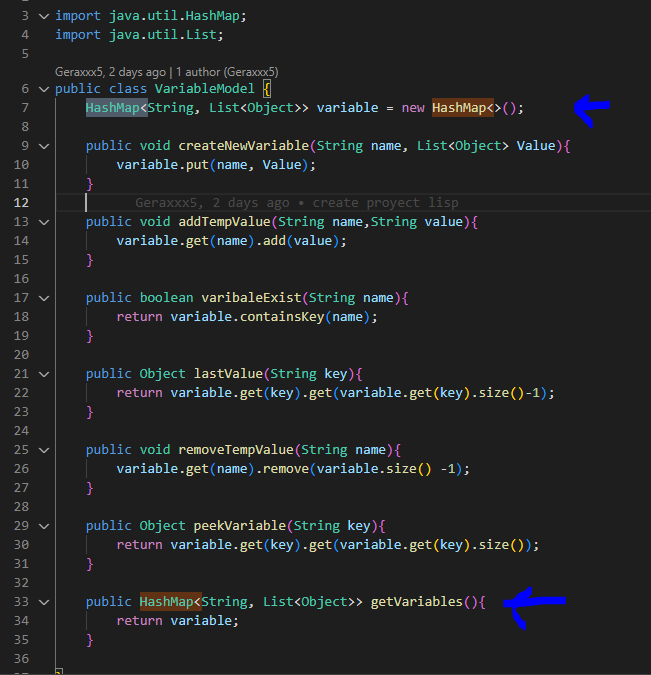 3 import java.util.HashMap;
4 import java.util.List;
5
Geraxxx5, 2 days ago | 1 author (Geraxxx5)
6 public class VariableModel {
7 HashMap<String, List<Object>> variable = new HashMap<>();
8
9 public void createNewVariable(String name, List<Object> Value){
10 variable.put(name, Value);
11 }
12 Geraxxx5, 2 days ago • create proyect lisp
13 public void addTempValue(String name,String value){
14 variable.get(name).add(value);
15 }
16
17 public boolean varibaleExist(String name){
18 return variable.containsKey(name);
19 }
20
21 public Object lastValue(String key){
22 return variable.get(key).get(variable.get(key).size()-1);
23 }
24
25 public void removeTempValue(String name){
26 variable.get(name).remove(variable.size() -1);
27 }
28
29 public Object peekVariable(String key){
30 return variable.get(key).get(variable.get(key).size());
31 }
32
33 public HashMap<String, List<Object>> getVariables(){
34 return variable;
35 }
36